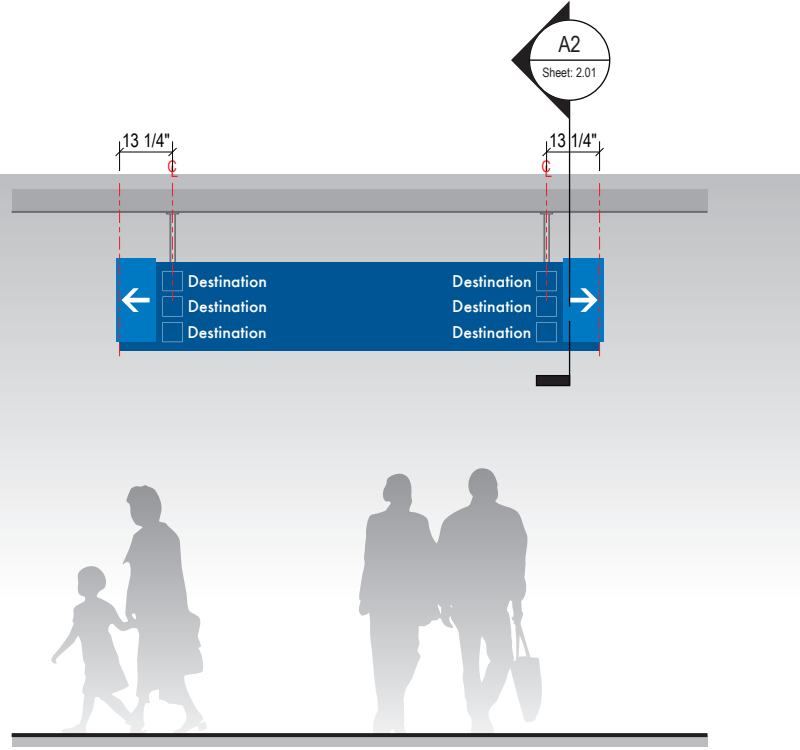 A2
Sheet: 2.01
13 1/4"
13 1/4"
℄
℄
Destination
Destination
Destination
Destination
Destination
Destination